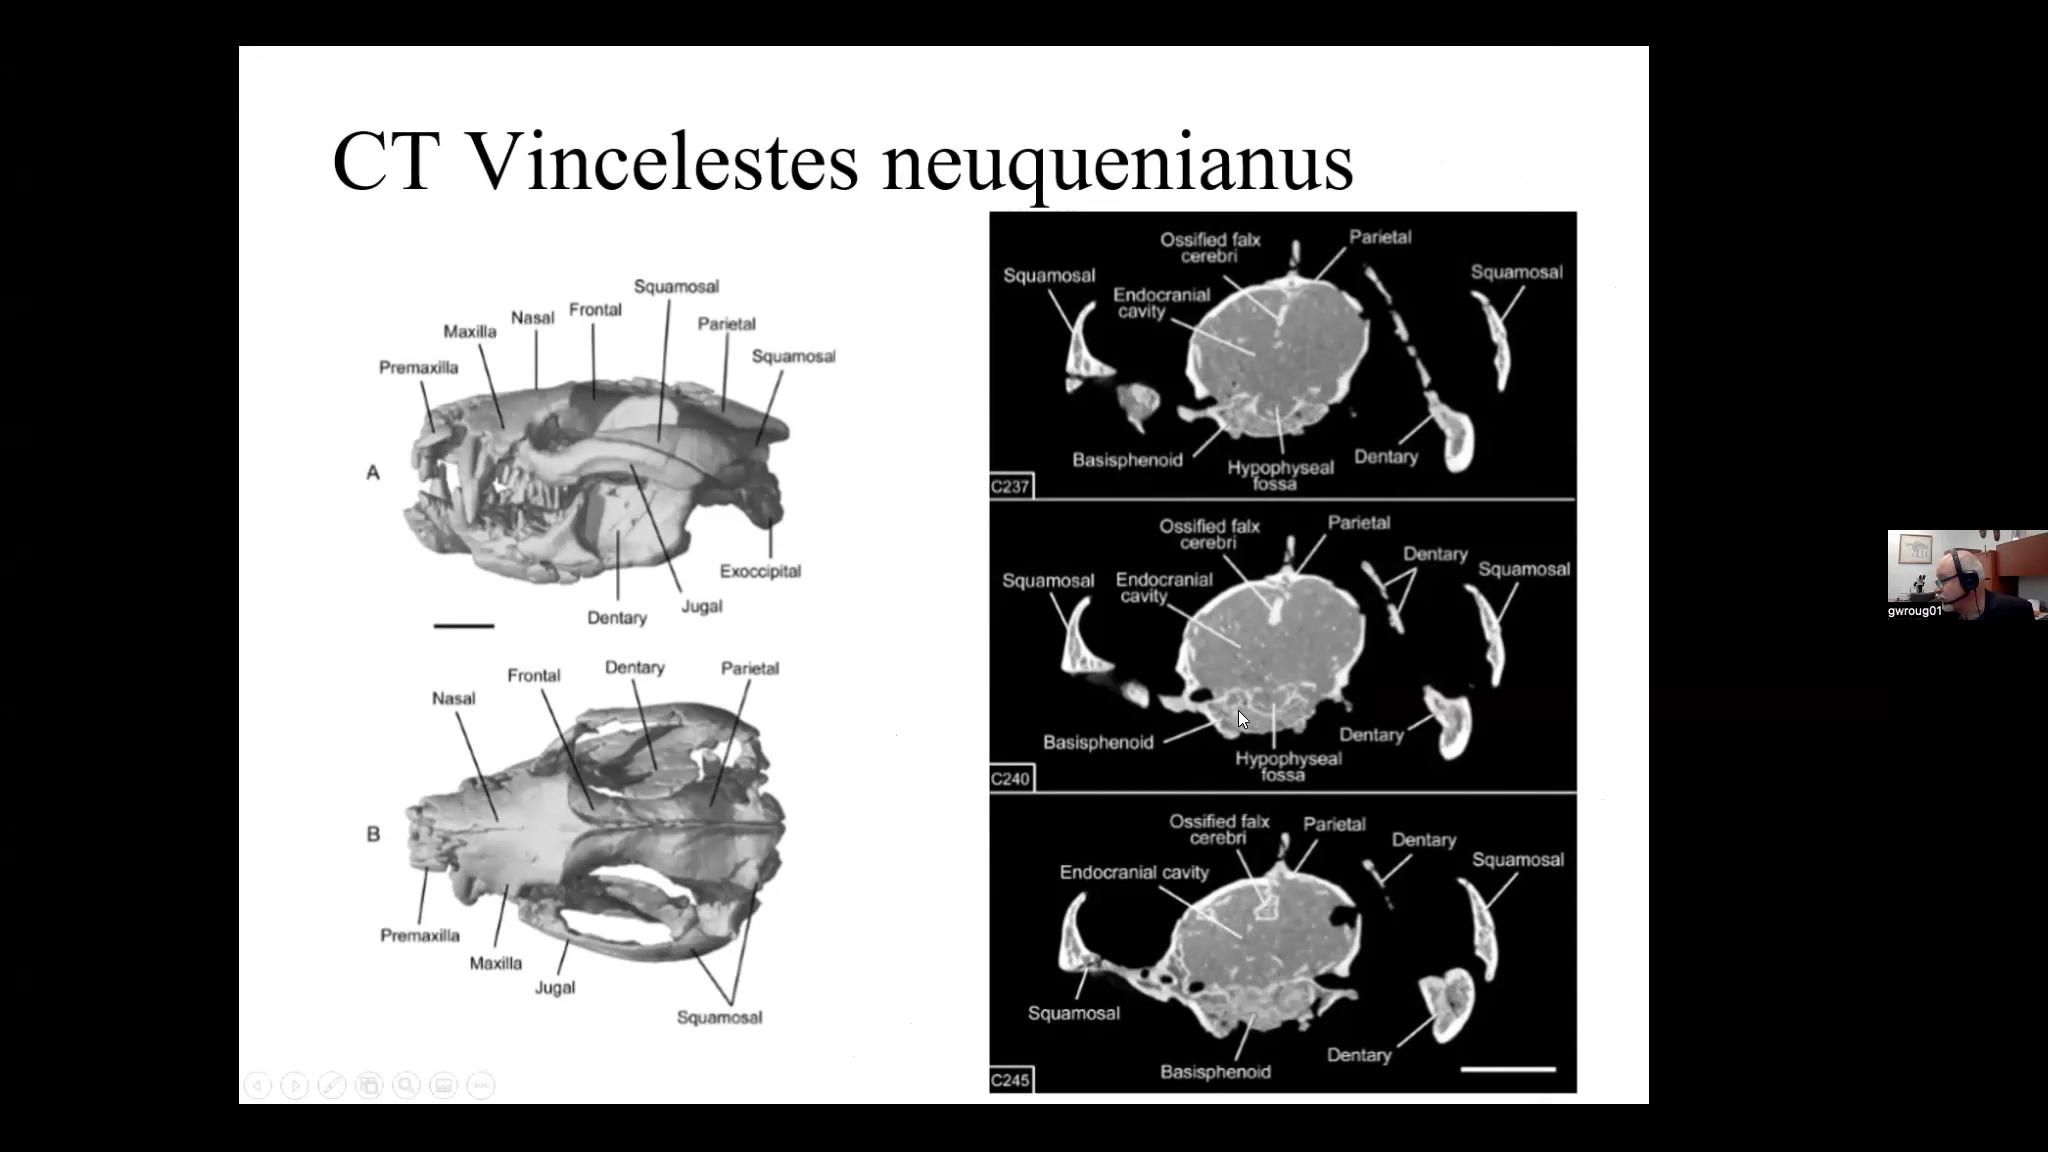 CT Vincelestes neuquenianus
Squamosal
Frontal
Nasal
Parietal
Maxilla
Squamosal
Premaxilla
A
Exoccipital
Jugal
Dentary
Dentary
Parietal
Frontal
Nasal
B
Premaxilla
Maxilla
Jugal
Squamosal
Ossified falx
cerebri
Parietal
Squamosal
Squamosal
Endocranial
cavity
Basisphenoid
Hypophyseal
fossa
Dentary
C237
Ossified falx
cerebri
Parietal
Dentary
Squamosal
Squamosal
Endocranial
cavity
Basisphenoid
Hypophyseal
fossa
Dentary
C240
Ossified falx
cerebri
Parietal
Dentary
Squamosal
Endocranial cavity
Squamosal
Dentary
Basisphenoid
C245
gwroug01